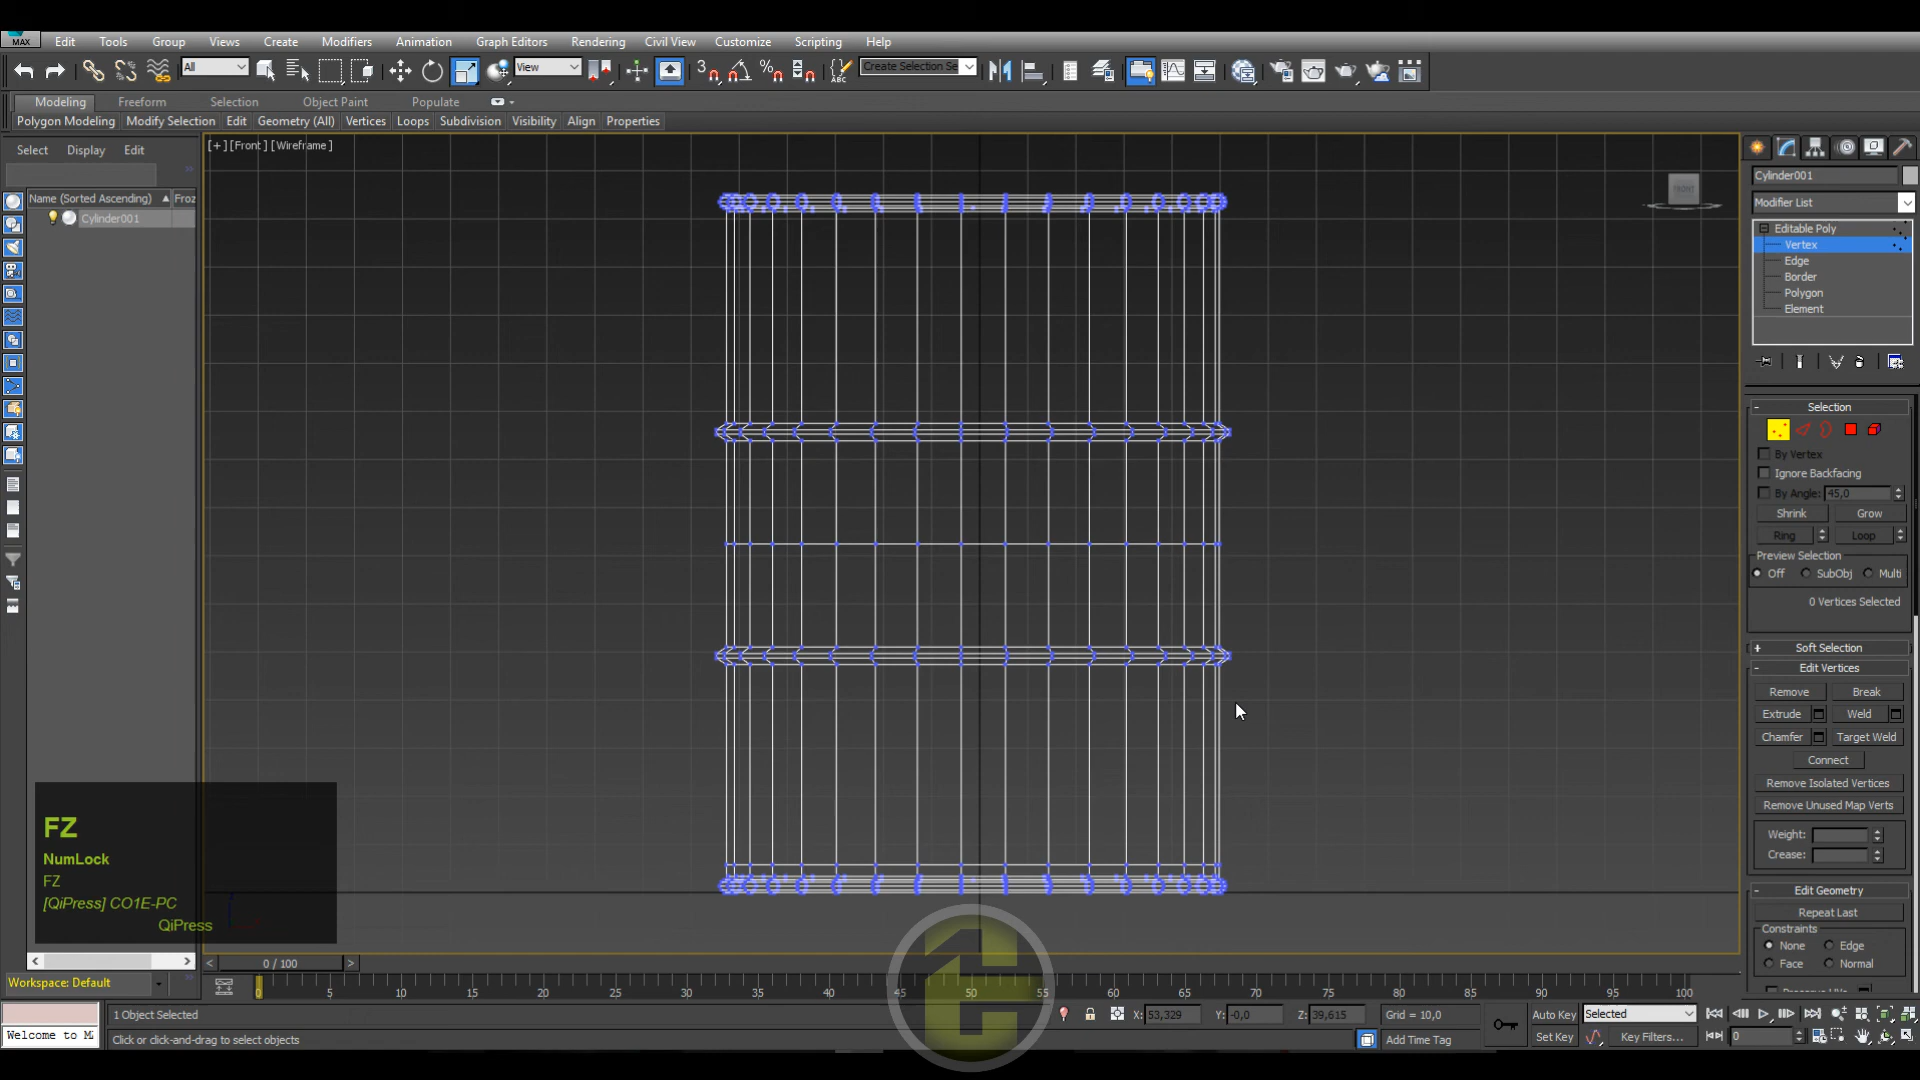 MAX
Edit Tools Group Views Create Modifiers Animation Graph Editors Rendering Civil View Customize Scripting Help
All
View
3
ABC
Create Selection Se
Modeling Freeform Selection Object Paint Populate
Polygon Modeling Modify Selection Edit Geometry (All) Vertices Loops Subdivision Visibility Align Properties
Select Display Edit
[+] [Front ] [Wireframe ]
FRONT
Name (Sorted Ascending) Froz
Cylinder001
Cylinder001
Modifier List
Editable Poly
Vertex
Edge
Border
Polygon
Element
- Selection
By Vertex
Ignore Backfacing
By Angle: 45,0
Shrink Grow
Ring Loop
Preview Selection
Off SubObj Multi
0 Vertices Selected
+ Soft Selection
- Edit Vertices
Remove Break
Extrude Weld
Chamfer Target Weld
Connect
Remove Isolated Vertices
Remove Unused Map Verts
Weight:
Crease:
- Edit Geometry
Repeat Last
Constraints
None Edge
Face Normal
FZ
NumLock
FZ
[QiPress] CO1E-PC
QiPress
< >
< 0 / 100 >
Workspace: Default
0 5 10 15 20 25 30 35 40 45 50 55 60 65 70 75 80 85 90 95 100
1 Object Selected
X: 53,329 Y: -0,0 Z: 39,615 Grid = 10,0
Auto Key Selected
Welcome to Mi
Click or click-and-drag to select objects
Add Time Tag
Set Key Key Filters... 0